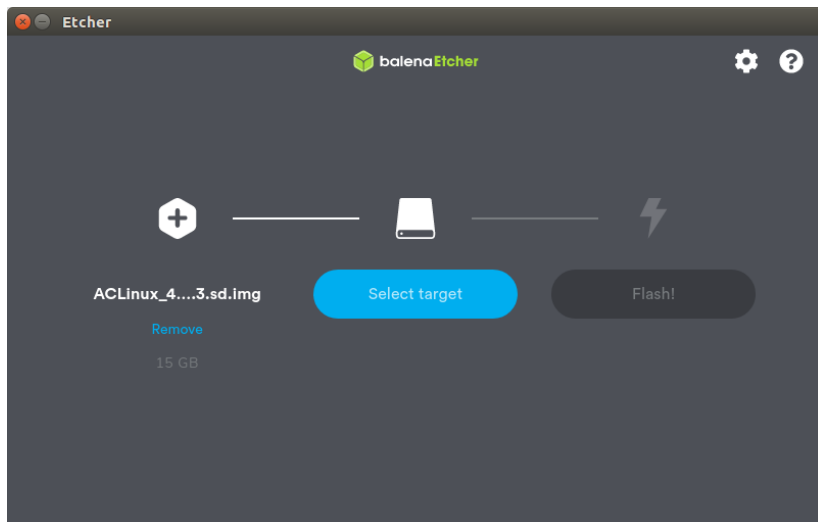 Etcher
balenaEtcher
ACLinux_4....3.sd.img
Select target
Flash!
Remove
15 GB